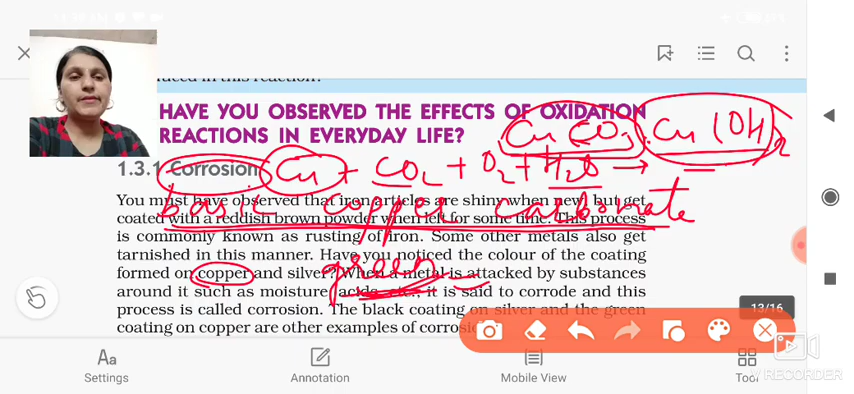 HAVE YOU OBSERVED THE EFFECTS OF OXIDATION
REACTIONS IN EVERYDAY LIFE?
Cu CO3. Cu (OH)2
1.3.1 Corrosion
Cu + CO2 + O2 + H2O →
You must have observed that iron articles are shiny when new, but get
basic copper carbonate
coated with a reddish brown powder when left for some time. This process
is commonly known as rusting of iron. Some other metals also get
tarnished in this manner. Have you noticed the colour of the coating
green
formed on copper and silver? When a metal is attacked by substances
around it such as moisture, acids, etc., it is said to corrode and this
process is called corrosion. The black coating on silver and the green
coating on copper are other examples of
13/16
Aa
Settings
Annotation
Mobile View
Tool
V RECORDER